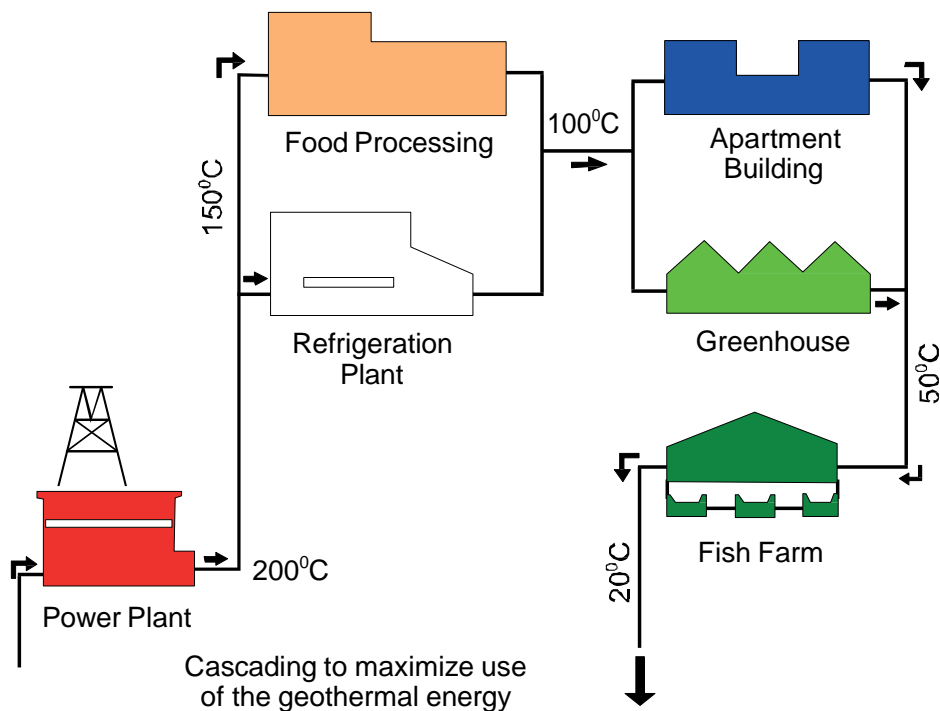 Food Processing
150⁰C
100⁰C
Apartment
Building
Refrigeration
Plant
Greenhouse
50⁰C
Power Plant
200⁰C
Fish Farm
20⁰C
Cascading to maximize use
of the geothermal energy